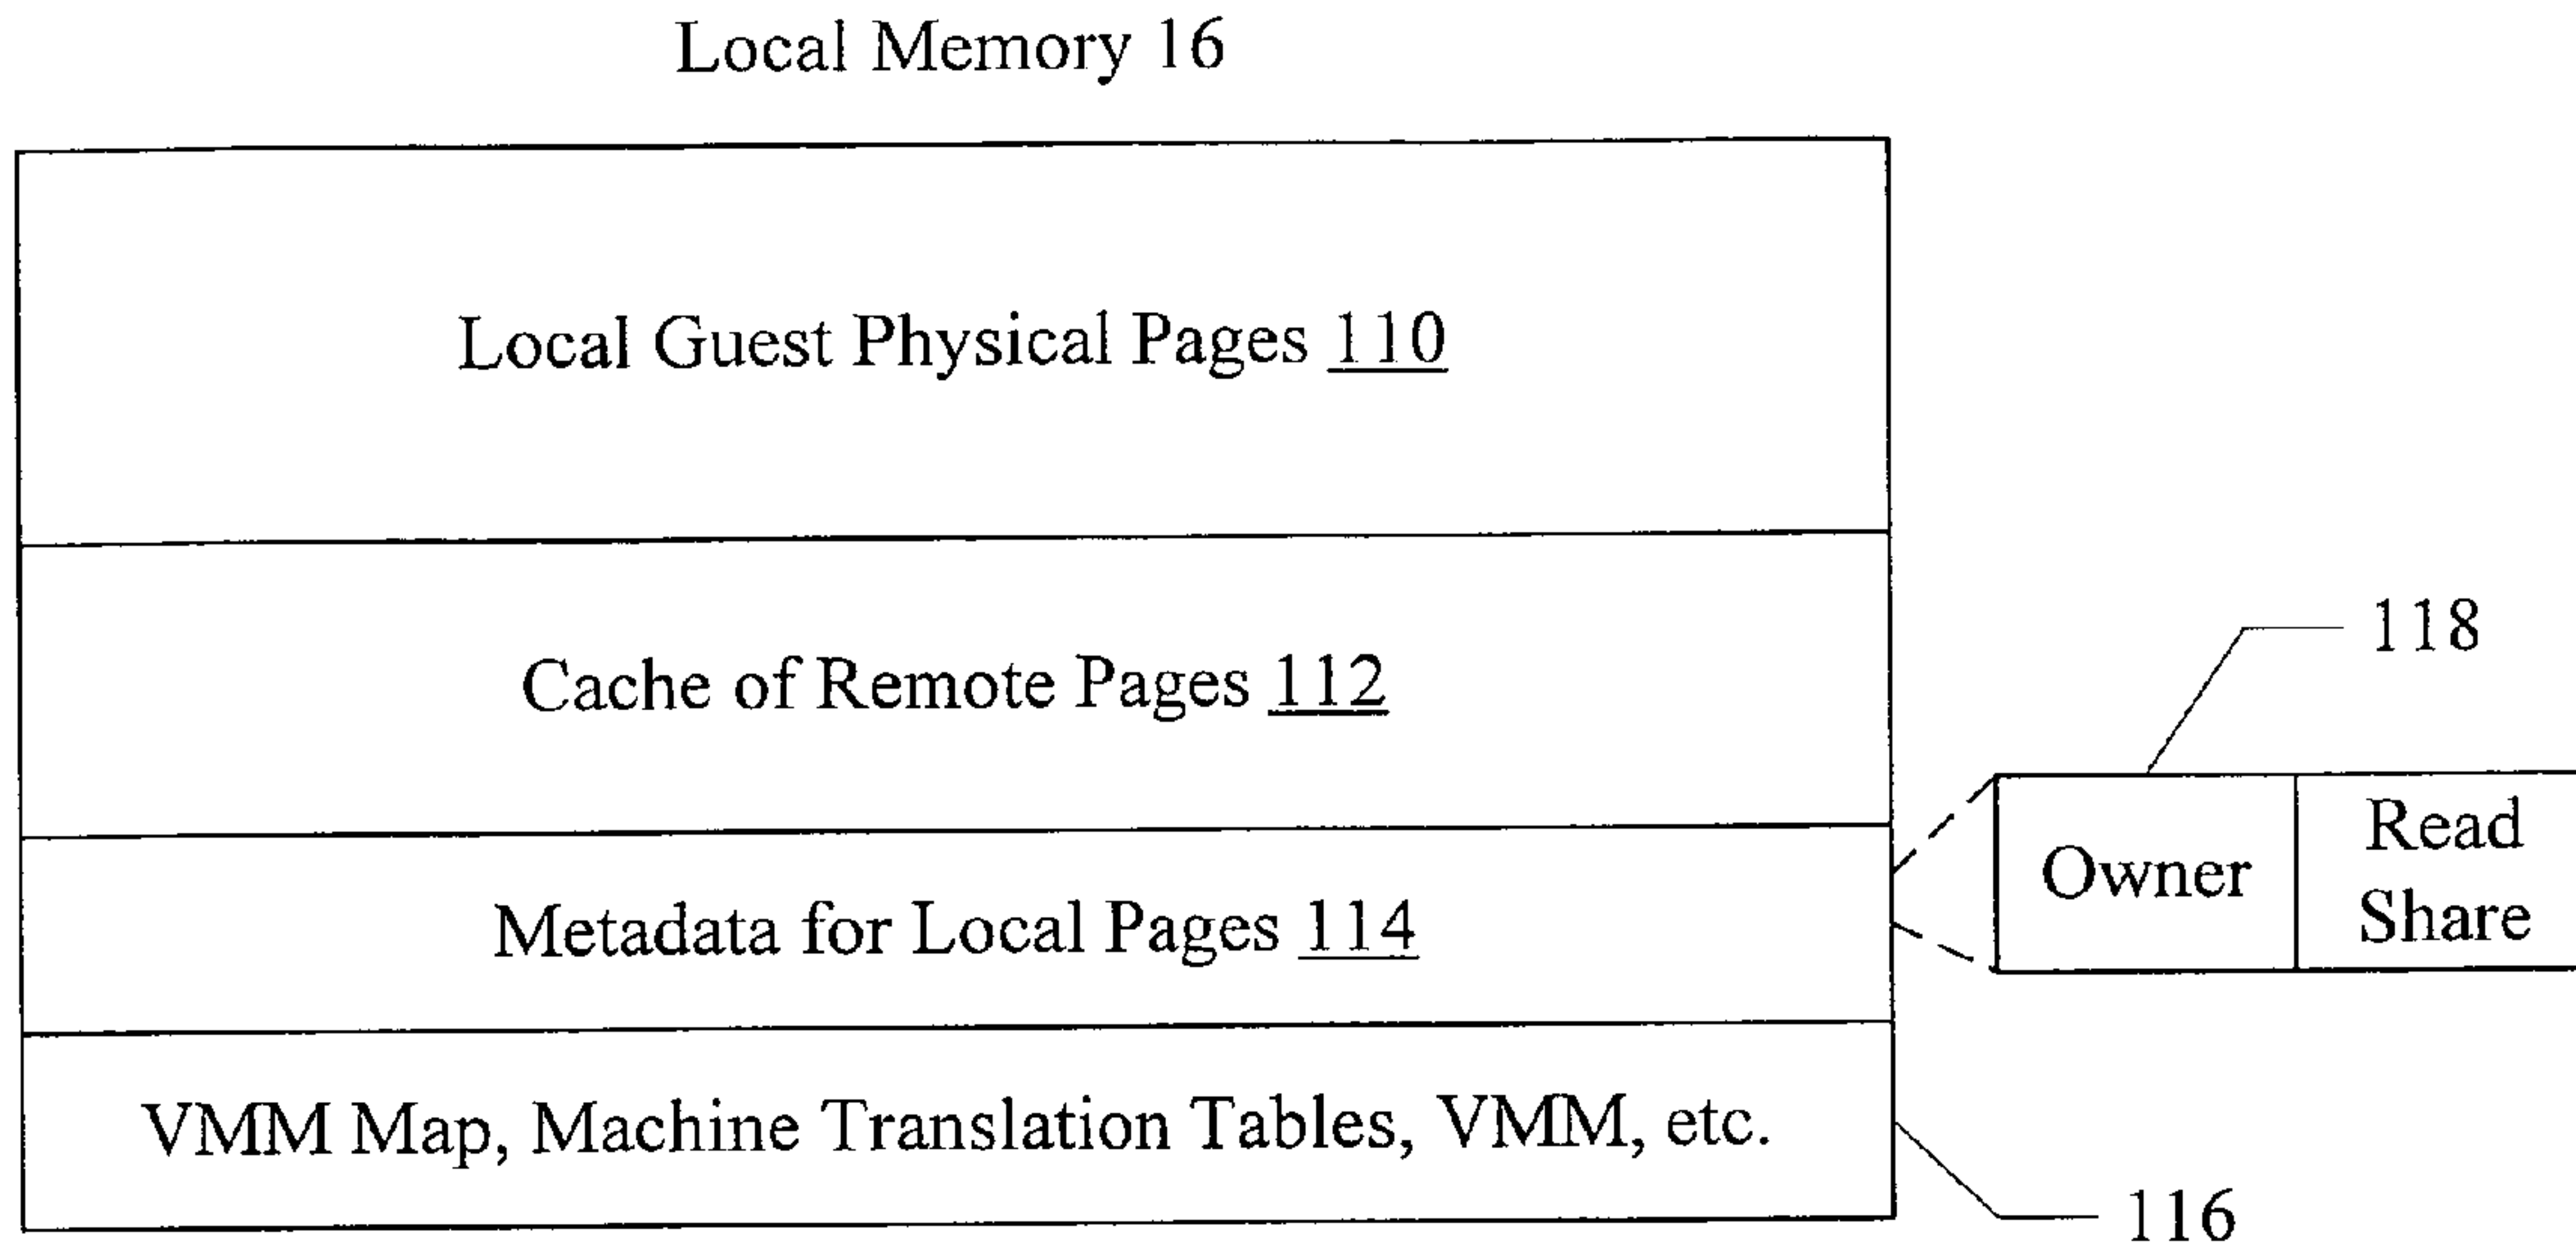 Local Memory 16
Local Guest Physical Pages 110
Cache of Remote Pages 112
118
Owner
Read
Share
Metadata for Local Pages 114
VMM Map, Machine Translation Tables, VMM, etc.
116